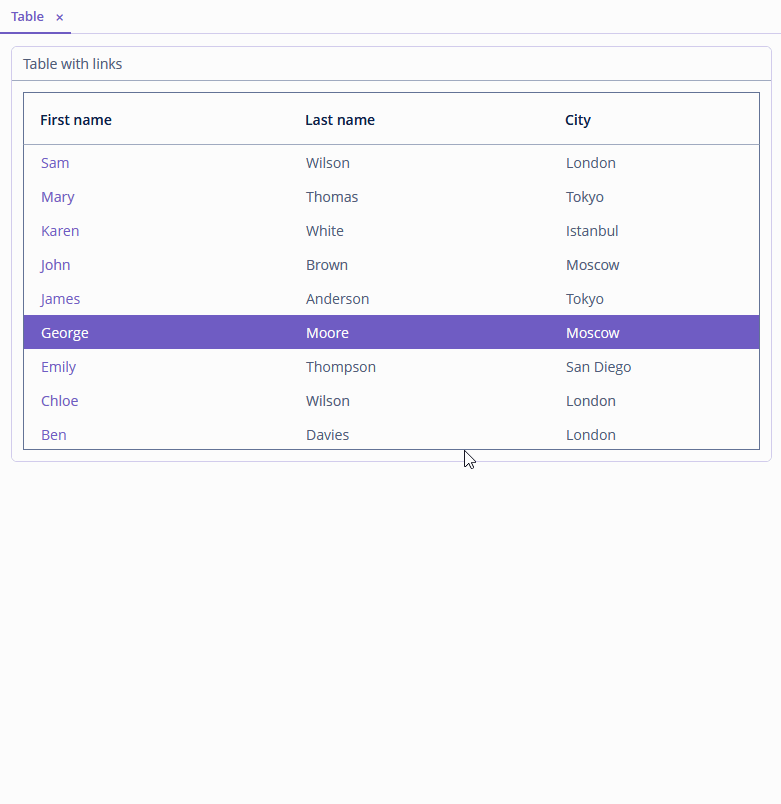 Table ×
Table with links
First name Last name City
Sam Wilson London
Mary Thomas Tokyo
Karen White Istanbul
John Brown Moscow
James Anderson Tokyo
George Moore Moscow
Emily Thompson San Diego
Chloe Wilson London
Ben Davies London